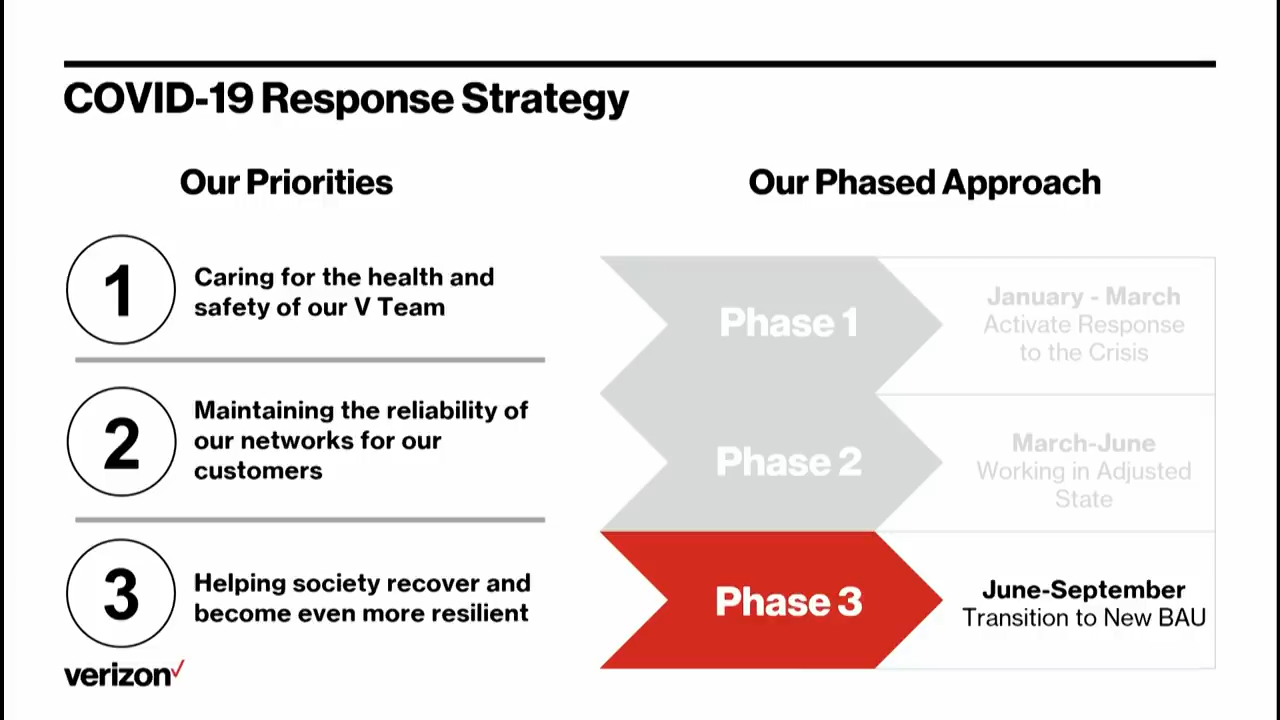 COVID-19 Response Strategy
Our Priorities
1
Caring for the health and
safety of our V Team
2
Maintaining the reliability of
our networks for our
customers
3
Helping society recover and
become even more resilient
Our Phased Approach
Phase 1
January - March
Activate Response
to the Crisis
Phase 2
March-June
Working in Adjusted
State
Phase 3
June-September
Transition to New BAU
verizon✓